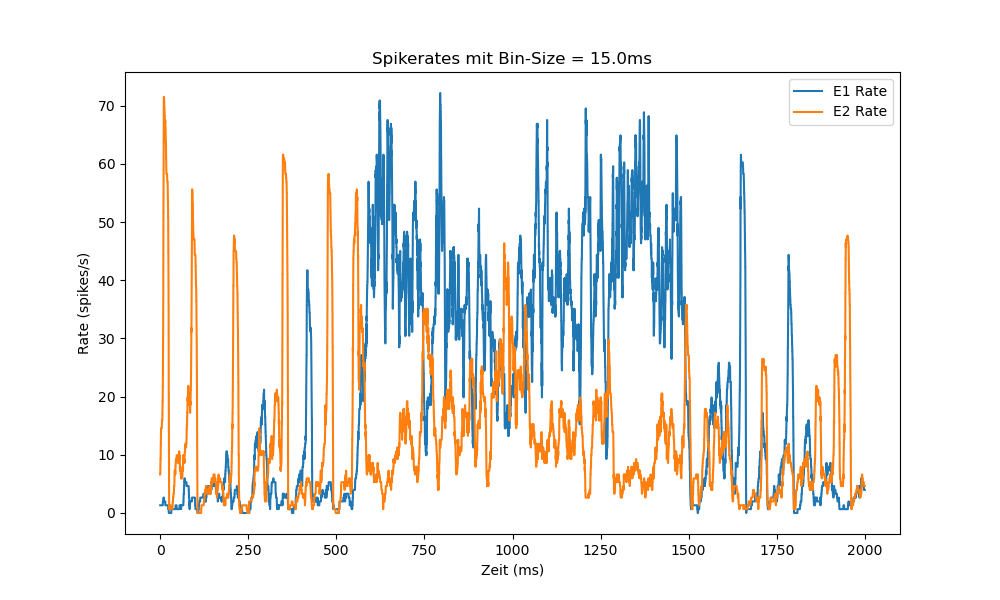 Spikerates mit Bin-Size = 15.0ms
E1 Rate
E2 Rate
Rate (spikes/s)
70
60
50
40
30
20
10
0
0 250 500 750 1000 1250 1500 1750 2000
Zeit (ms)